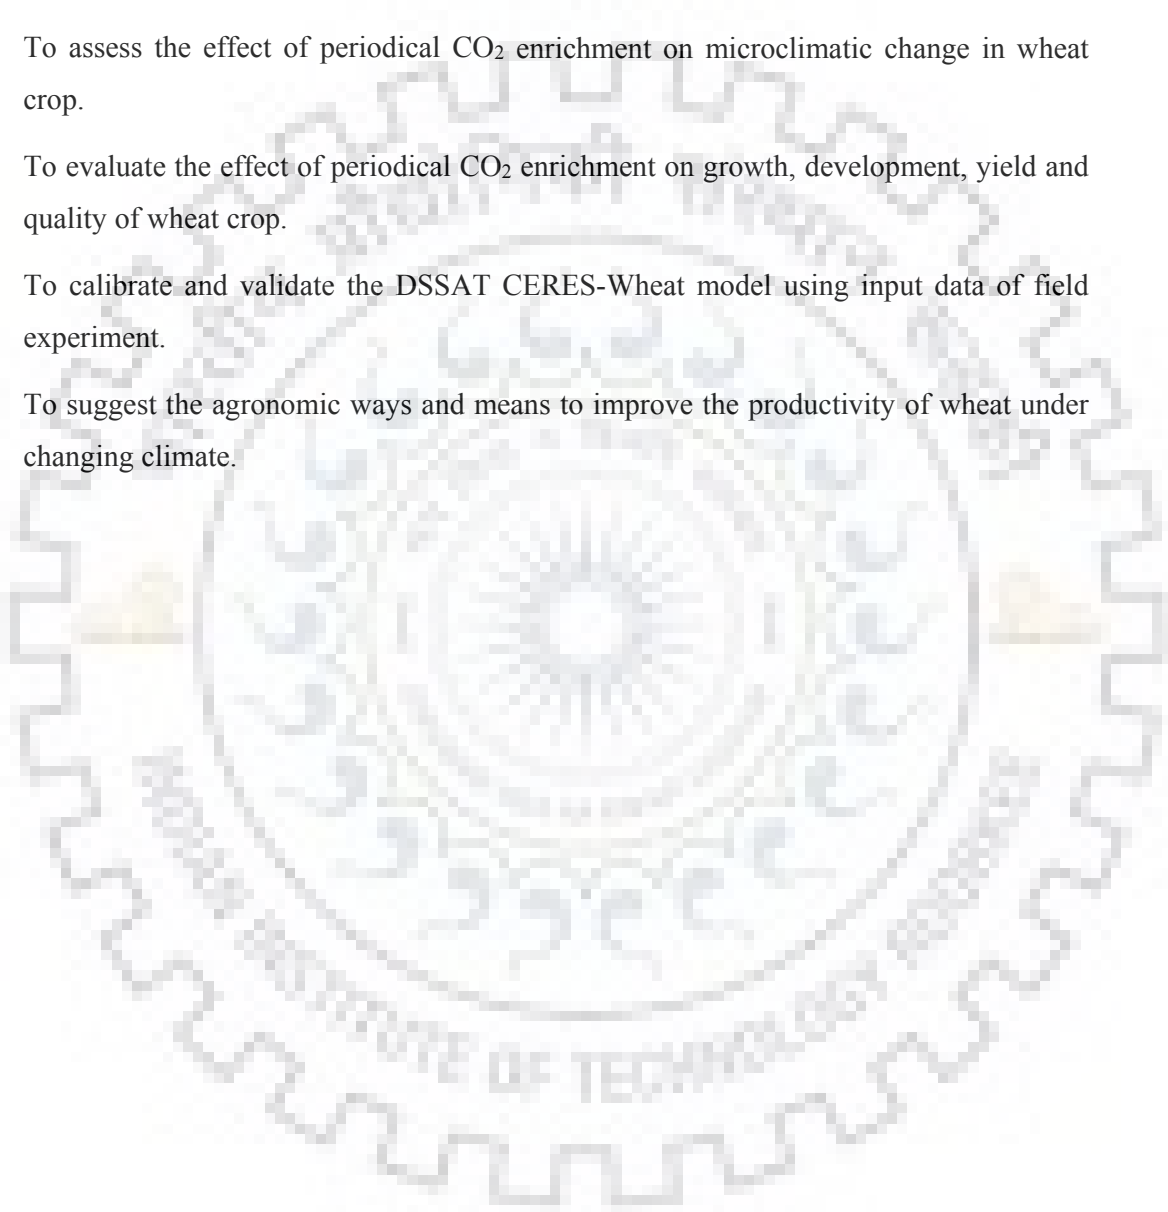 To assess the effect of periodical CO₂ enrichment on microclimatic change in wheat
crop.
To evaluate the effect of periodical CO₂ enrichment on growth, development, yield and
quality of wheat crop.
To calibrate and validate the DSSAT CERES-Wheat model using input data of field
experiment.
To suggest the agronomic ways and means to improve the productivity of wheat under
changing climate.
INSTITUTE OF TECHNOLOGY